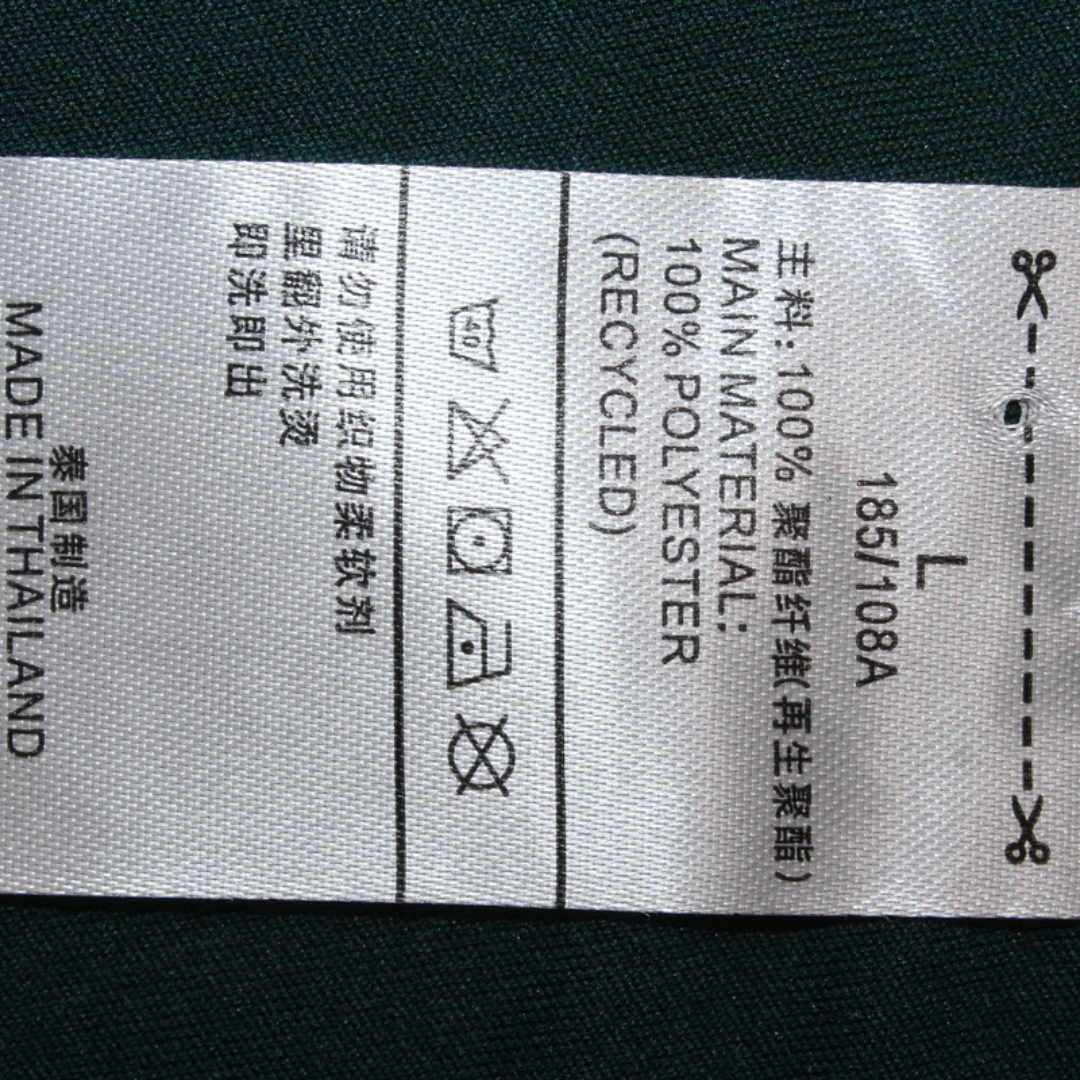 L
185/108A
主料: 100% 聚酯纤维(再生聚酯)
MAIN MATERIAL:
100% POLYESTER
(RECYCLED)
40
请勿使用织物柔软剂
里翻外洗烫
即洗即出
泰国制造
MADE IN THAILAND